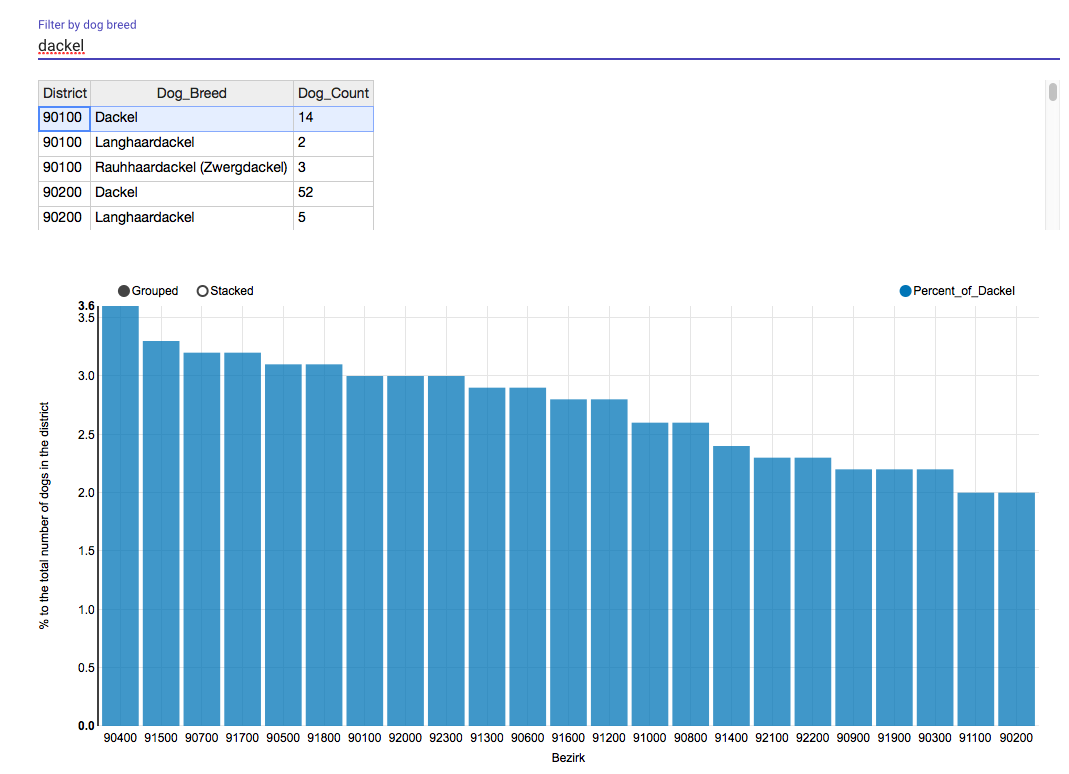 Filter by dog breed
dackel
District Dog_Breed Dog_Count
90100 Dackel 14
90100 Langhaardackel 2
90100 Rauhhaardackel (Zwergdackel) 3
90200 Dackel 52
90200 Langhaardackel 5
Grouped Stacked Percent_of_Dackel
3.6
3.5
3.0
2.5
2.0
1.5
1.0
0.5
0.0
% to the total number of dogs in the district
90400 91500 90700 91700 90500 91800 90100 92000 92300 91300 90600 91600 91200 91000 90800 91400 92100 92200 90900 91900 90300 91100 90200
Bezirk